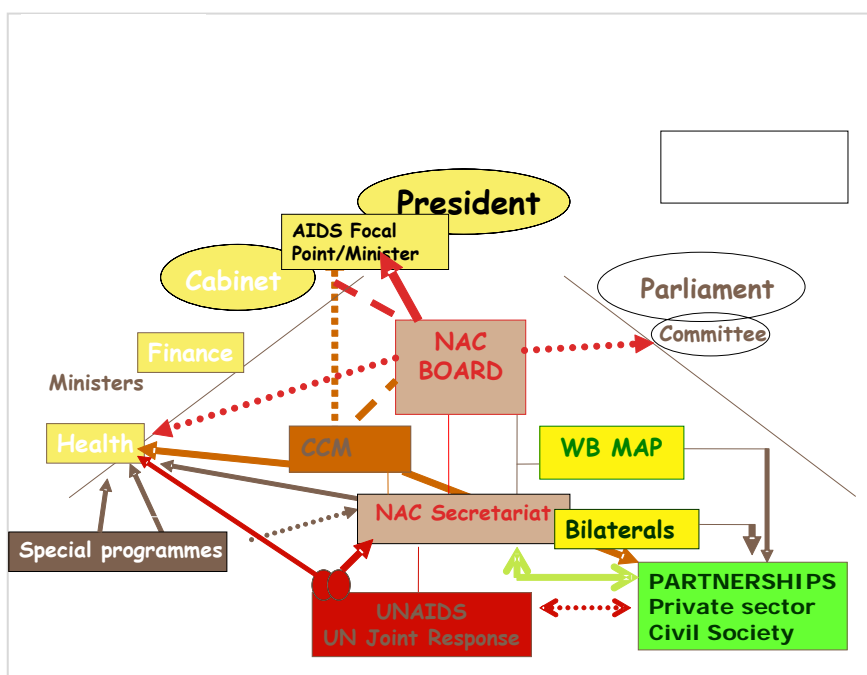 President
AIDS Focal
Point/Minister
Cabinet
Parliament
Committee
Finance
NAC
BOARD
Ministers
Health
CCM
WB MAP
NAC Secretariat
Bilaterals
Special programmes
PARTNERSHIPS
Private sector
Civil Society
UNAIDS
UN Joint Response